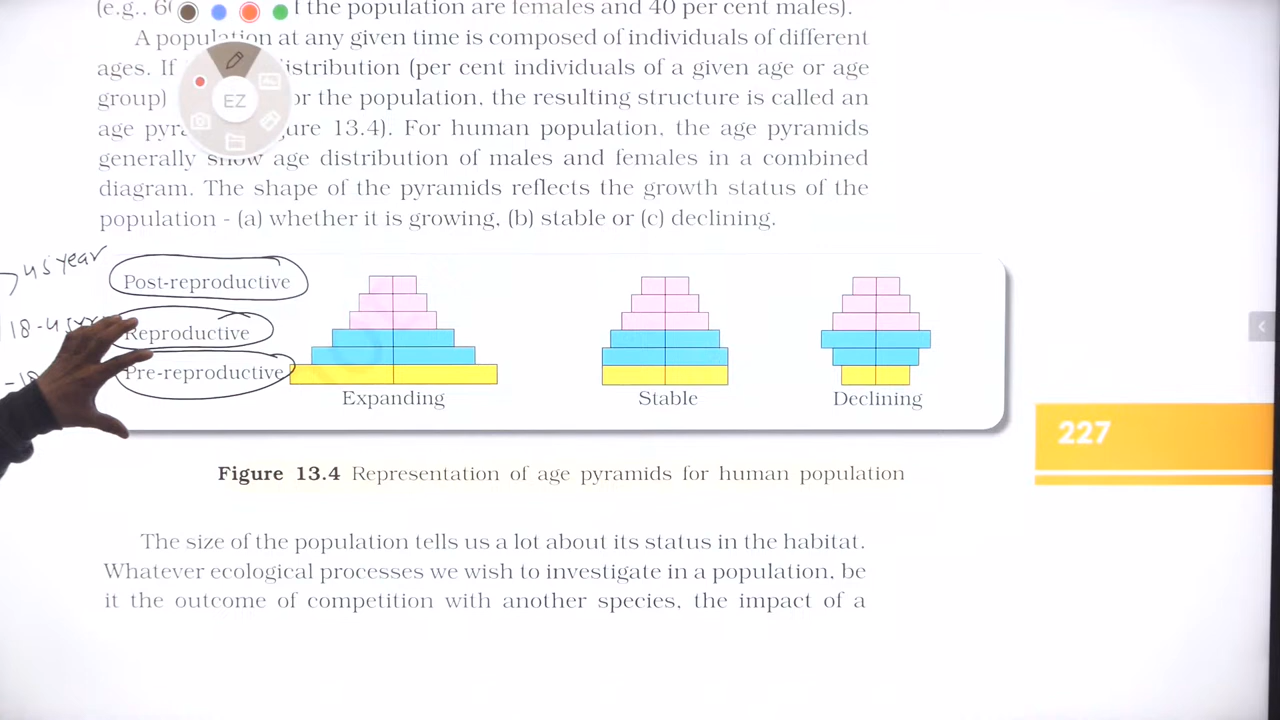 (e.g., 60 the population are females and 40 per cent males).
A population at any given time is composed of individuals of different
ages. If distribution (per cent individuals of a given age or age
group) for the population, the resulting structure is called an
age 13.4). For human population, the age pyramids
generally show age distribution of males and females in a combined
diagram. The shape of the pyramids reflects the growth status of the
population - (a) whether it is growing, (b) stable or (c) declining.
EZ
45 year
Post-reproductive
18-45
Reproductive
Pre-reproductive
Expanding
Stable
Declining
227
Figure 13.4 Representation of age pyramids for human population
The size of the population tells us a lot about its status in the habitat.
Whatever ecological processes we wish to investigate in a population, be
it the outcome of competition with another species, the impact of a